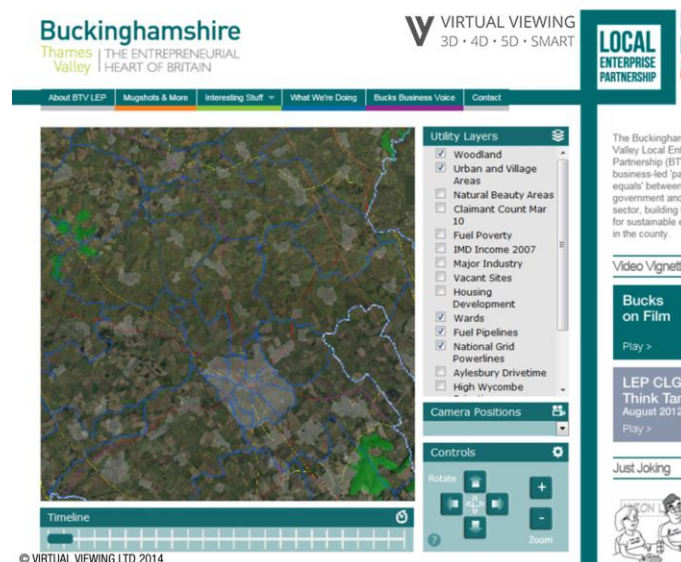 Buckinghamshire
Thames
Valley
THE ENTREPRENEURIAL
HEART OF BRITAIN
VIRTUAL VIEWING
3D • 4D • 5D • SMART
LOCAL
ENTERPRISE
PARTNERSHIP
About BTV LEP
Mugshots & More
Interesting Stuff
What We're Doing
Bucks Business Voice
Contact
Utility Layers
Woodland
Urban and Village
Areas
Natural Beauty Areas
Claimant Count Mar
10
Fuel Poverty
IMD Income 2007
Major Industry
Vacant Sites
Housing
Development
Wards
Fuel Pipelines
National Grid
Powerlines
Aylesbury Drivetime
High Wycombe
Camera Positions
Controls
Rotate
+
-
Zoom
?
Timeline
© VIRTUAL VIEWING LTD 2014
The Buckingham
Valley Local Ent
Partnership (BT
business-led 'pa
equals' between
government and
sector, building
for sustainable e
in the county.
Video Vignett
Bucks
on Film
Play >
LEP CLG
Think Tan
August 2012
Play >
Just Joking